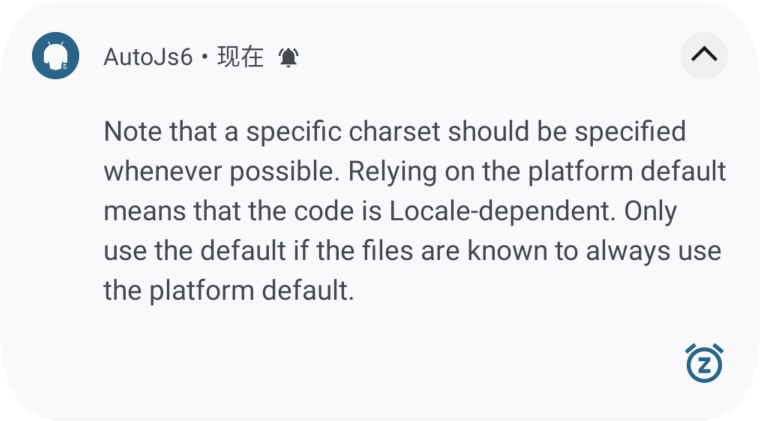 AutoJs6 • 现在
Note that a specific charset should be specified
whenever possible. Relying on the platform default
means that the code is Locale-dependent. Only
use the default if the files are known to always use
the platform default.
Z